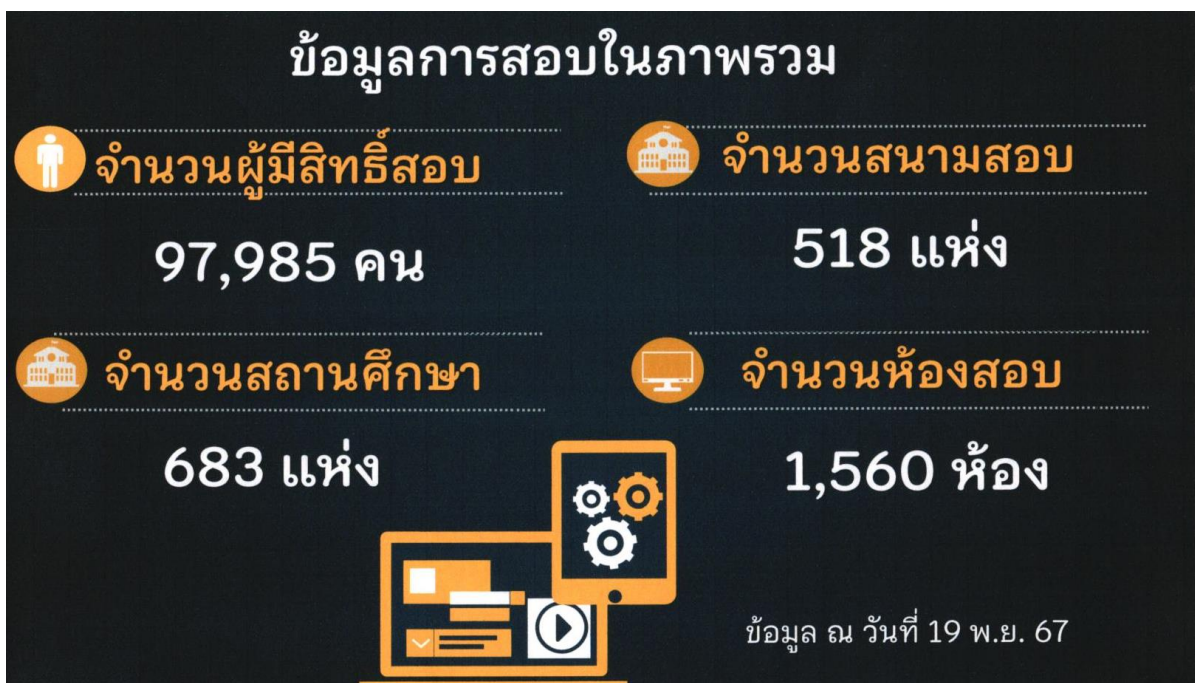 ข้อมูลการสอบในภาพรวม
จำนวนผู้มีสิทธิ์สอบ
97,985 คน
จำนวนสนามสอบ
518 แห่ง
จำนวนสถานศึกษา
683 แห่ง
จำนวนห้องสอบ
1,560 ห้อง
ข้อมูล ณ วันที่ 19 พ.ย. 67